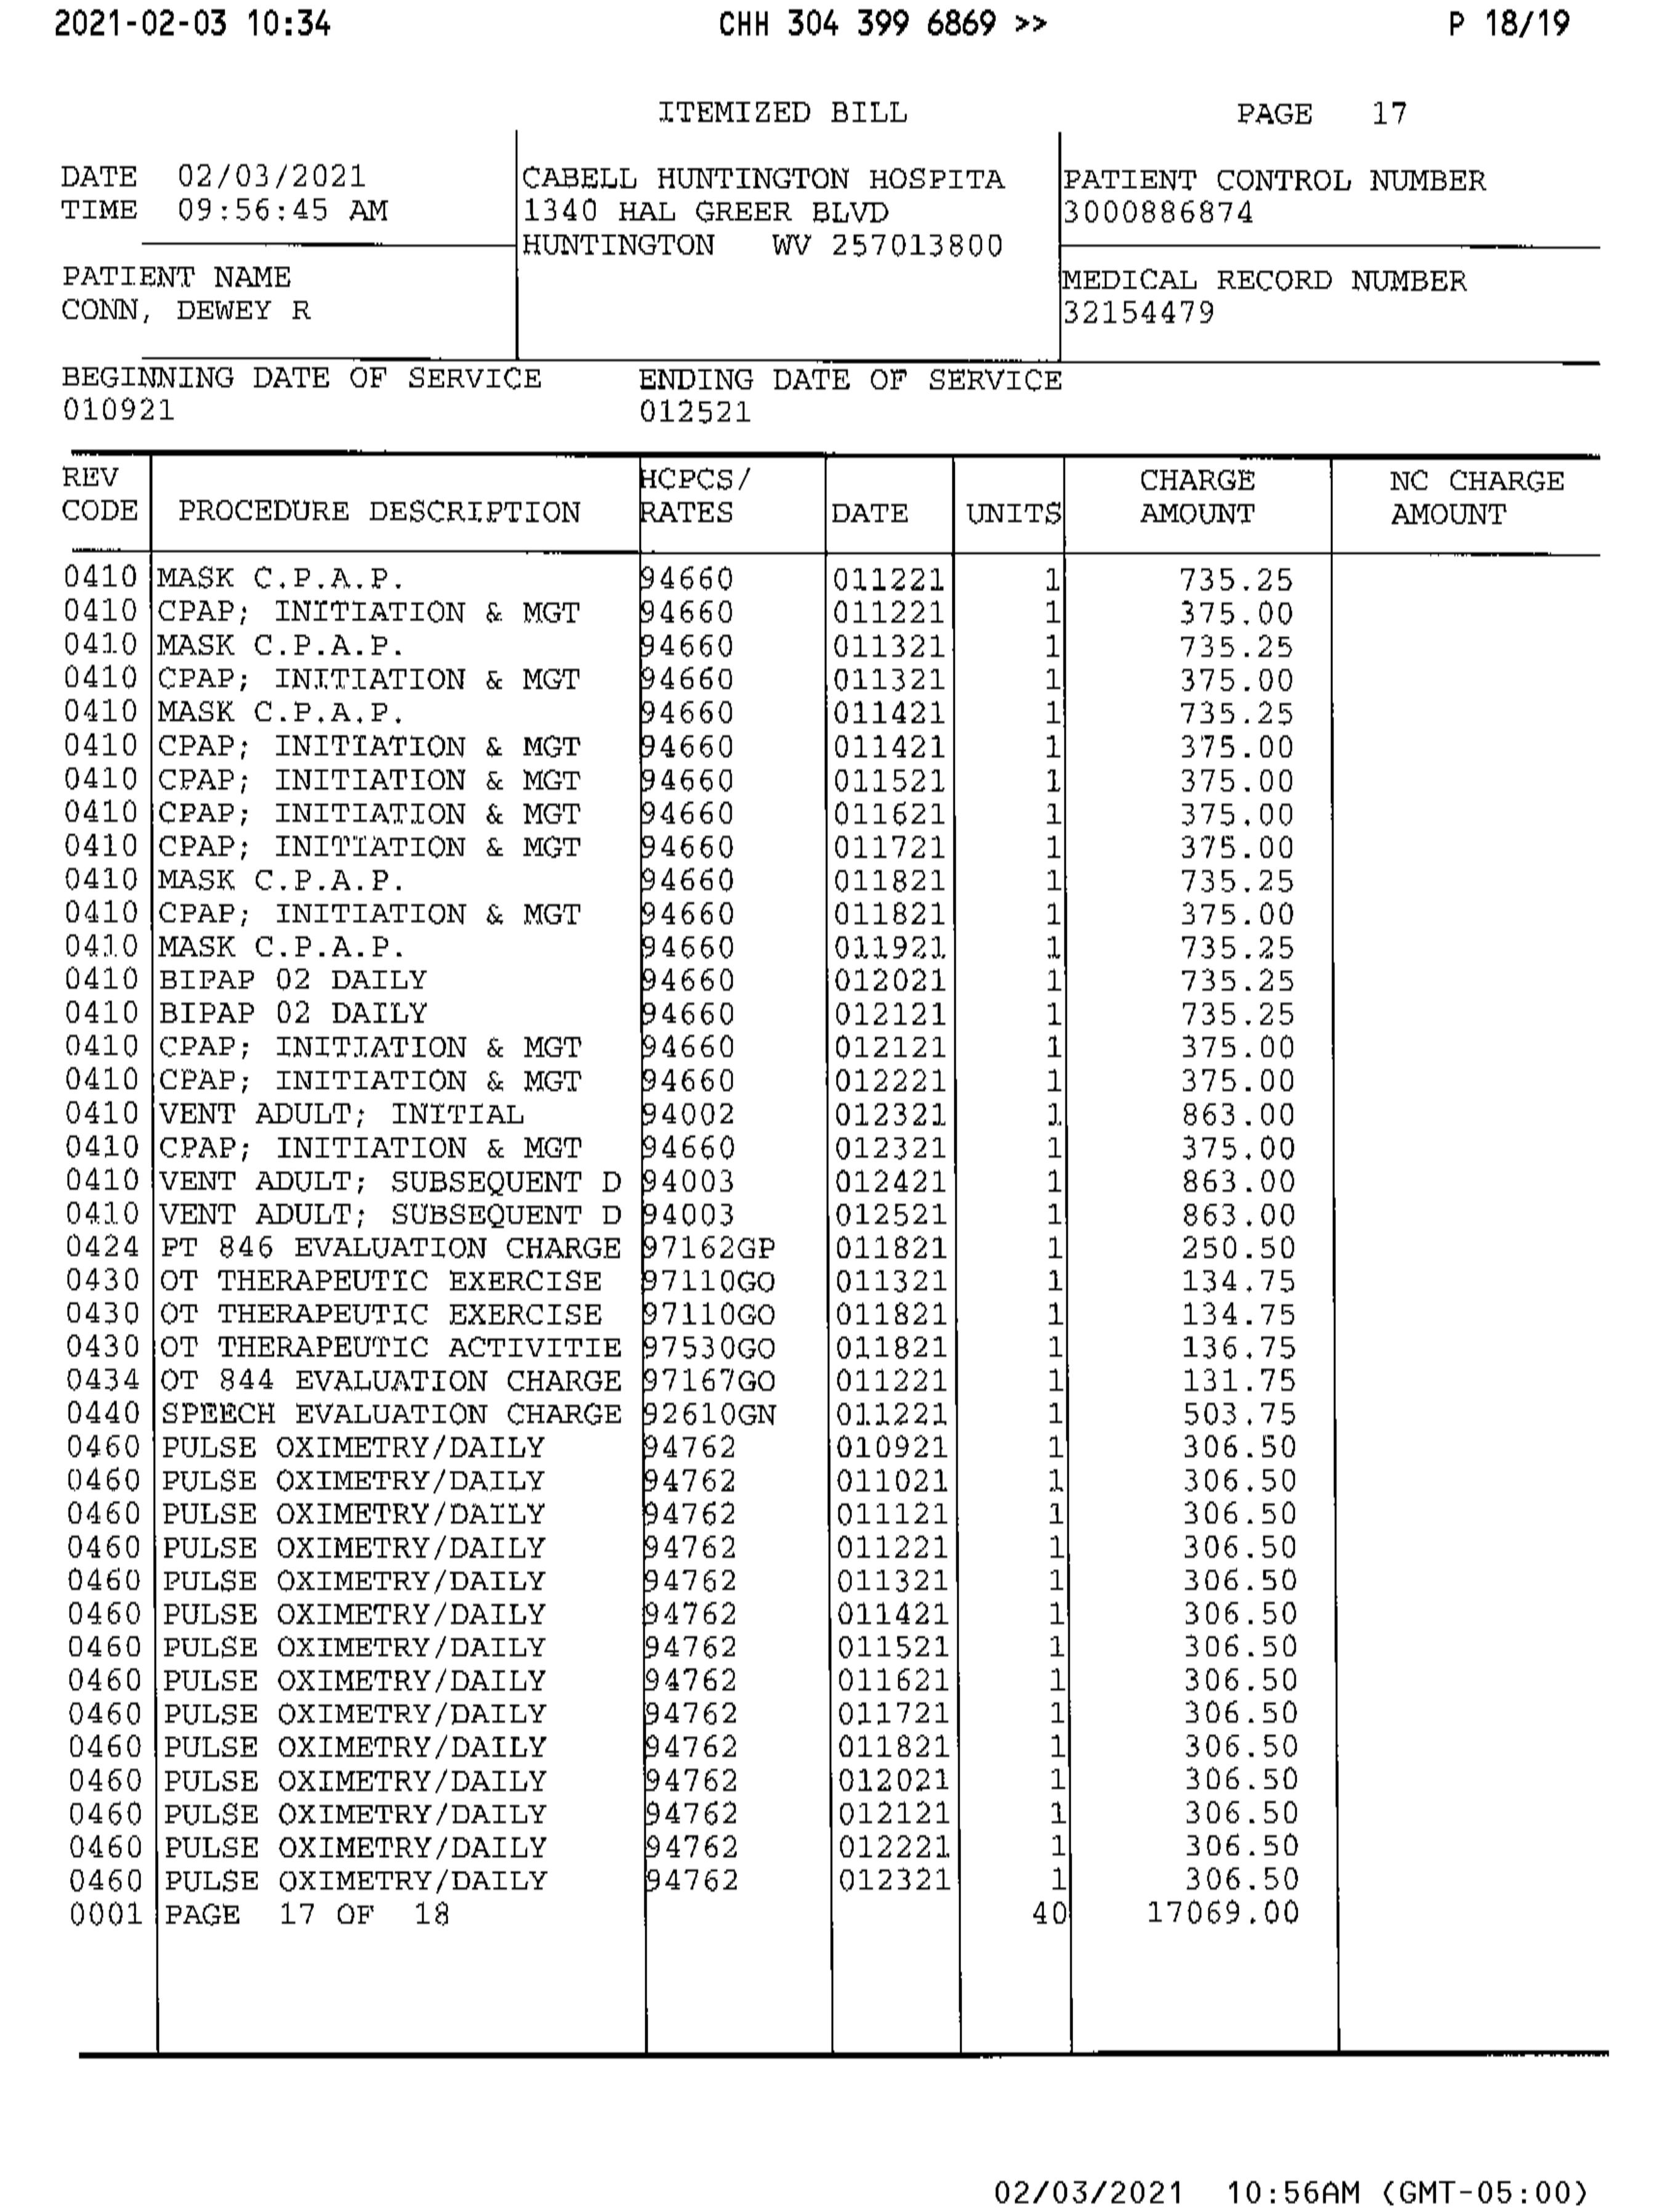 2021-02-03 10:34 CHH 304 399 6869 >> P 18/19
ITEMIZED BILL PAGE 17
DATE 02/03/2021 CABELL HUNTINGTON HOSPITA PATIENT CONTROL NUMBER
TIME 09:56:45 AM 1340 HAL GREER BLVD 3000886874
HUNTINGTON WV 257013800
PATIENT NAME MEDICAL RECORD NUMBER
CONN, DEWEY R 32154479
BEGINNING DATE OF SERVICE ENDING DATE OF SERVICE
010921 012521
REV HCPCS/ CHARGE NC CHARGE
CODE PROCEDURE DESCRIPTION RATES DATE UNITS AMOUNT AMOUNT
0410 MASK C.P.A.P. 94660 011221 1 735.25
0410 CPAP; INITIATION & MGT 94660 011221 1 375.00
0410 MASK C.P.A.P. 94660 011321 1 735.25
0410 CPAP; INITIATION & MGT 94660 011321 1 375.00
0410 MASK C.P.A.P. 94660 011421 1 735.25
0410 CPAP; INITIATION & MGT 94660 011421 1 375.00
0410 CPAP; INITIATION & MGT 94660 011521 1 375.00
0410 CPAP; INITIATION & MGT 94660 011621 1 375.00
0410 CPAP; INITIATION & MGT 94660 011721 1 375.00
0410 MASK C.P.A.P. 94660 011821 1 735.25
0410 CPAP; INITIATION & MGT 94660 011821 1 375.00
0410 MASK C.P.A.P. 94660 011921 1 735.25
0410 BIPAP 02 DAILY 94660 012021 1 735.25
0410 BIPAP 02 DAILY 94660 012121 1 735.25
0410 CPAP; INITIATION & MGT 94660 012121 1 375.00
0410 CPAP; INITIATION & MGT 94660 012221 1 375.00
0410 VENT ADULT; INITIAL 94002 012321 1 863.00
0410 CPAP; INITIATION & MGT 94660 012321 1 375.00
0410 VENT ADULT; SUBSEQUENT D 94003 012421 1 863.00
0410 VENT ADULT; SUBSEQUENT D 94003 012521 1 863.00
0424 PT 846 EVALUATION CHARGE 97162GP 011821 1 250.50
0430 OT THERAPEUTIC EXERCISE 97110GO 011321 1 134.75
0430 OT THERAPEUTIC EXERCISE 97110GO 011821 1 134.75
0430 OT THERAPEUTIC ACTIVITIE 97530GO 011821 1 136.75
0434 OT 844 EVALUATION CHARGE 97167GO 011221 1 131.75
0440 SPEECH EVALUATION CHARGE 92610GN 011221 1 503.75
0460 PULSE OXIMETRY/DAILY 94762 010921 1 306.50
0460 PULSE OXIMETRY/DAILY 94762 011021 1 306.50
0460 PULSE OXIMETRY/DAILY 94762 011121 1 306.50
0460 PULSE OXIMETRY/DAILY 94762 011221 1 306.50
0460 PULSE OXIMETRY/DAILY 94762 011321 1 306.50
0460 PULSE OXIMETRY/DAILY 94762 011421 1 306.50
0460 PULSE OXIMETRY/DAILY 94762 011521 1 306.50
0460 PULSE OXIMETRY/DAILY 94762 011621 1 306.50
0460 PULSE OXIMETRY/DAILY 94762 011721 1 306.50
0460 PULSE OXIMETRY/DAILY 94762 011821 1 306.50
0460 PULSE OXIMETRY/DAILY 94762 012021 1 306.50
0460 PULSE OXIMETRY/DAILY 94762 012121 1 306.50
0460 PULSE OXIMETRY/DAILY 94762 012221 1 306.50
0460 PULSE OXIMETRY/DAILY 94762 012321 1 306.50
0001 PAGE 17 OF 18 40 17069.00
02/03/2021 10:56AM (GMT-05:00)